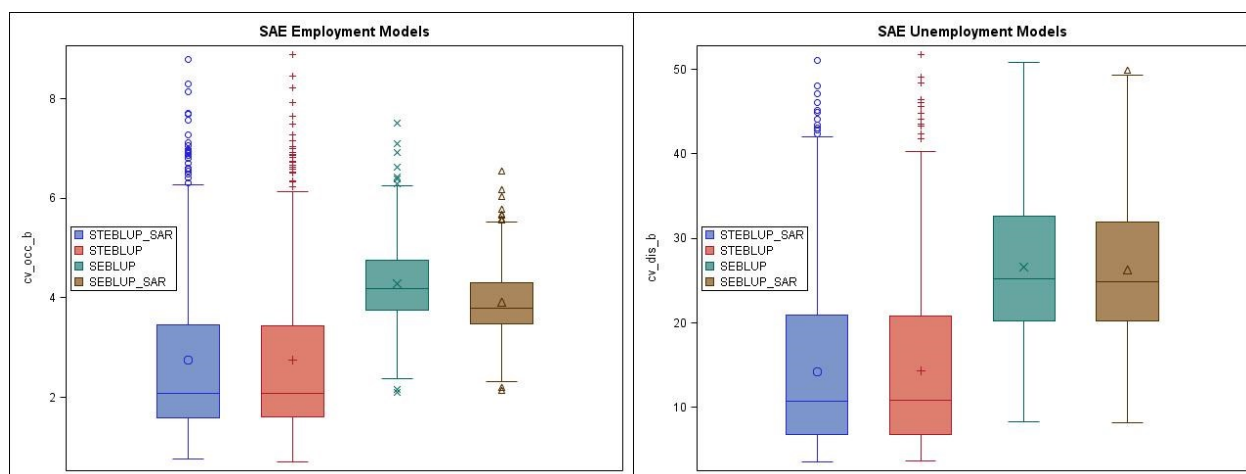 SAE Employment Models
8
6
4
2
cv_occ_b
STEBLUP_SAR
STEBLUP
SEBLUP
SEBLUP_SAR
SAE Unemployment Models
50
40
30
20
10
cv_dis_b
STEBLUP_SAR
STEBLUP
SEBLUP
SEBLUP_SAR